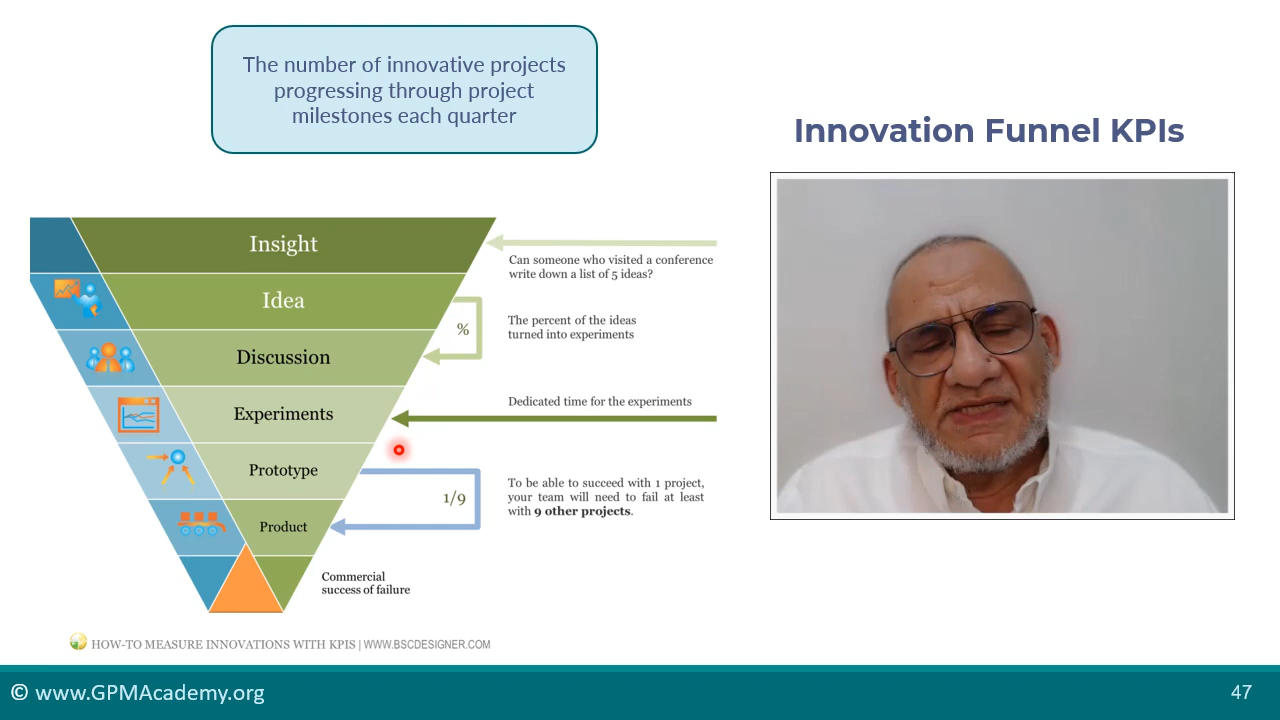 The number of innovative projects
progressing through project
milestones each quarter
Innovation Funnel KPIs
Insight
Can someone who visited a conference
write down a list of 5 ideas?
Idea
%
The percent of the ideas
turned into experiments
Discussion
Experiments
Dedicated time for the experiments
Prototype
1/9
To be able to succeed with 1 project,
your team will need to fail at least
with 9 other projects.
Product
Commercial
success of failure
HOW-TO MEASURE INNOVATIONS WITH KPIS | WWW.BSCDESIGNER.COM
© www.GPMAcademy.org
47